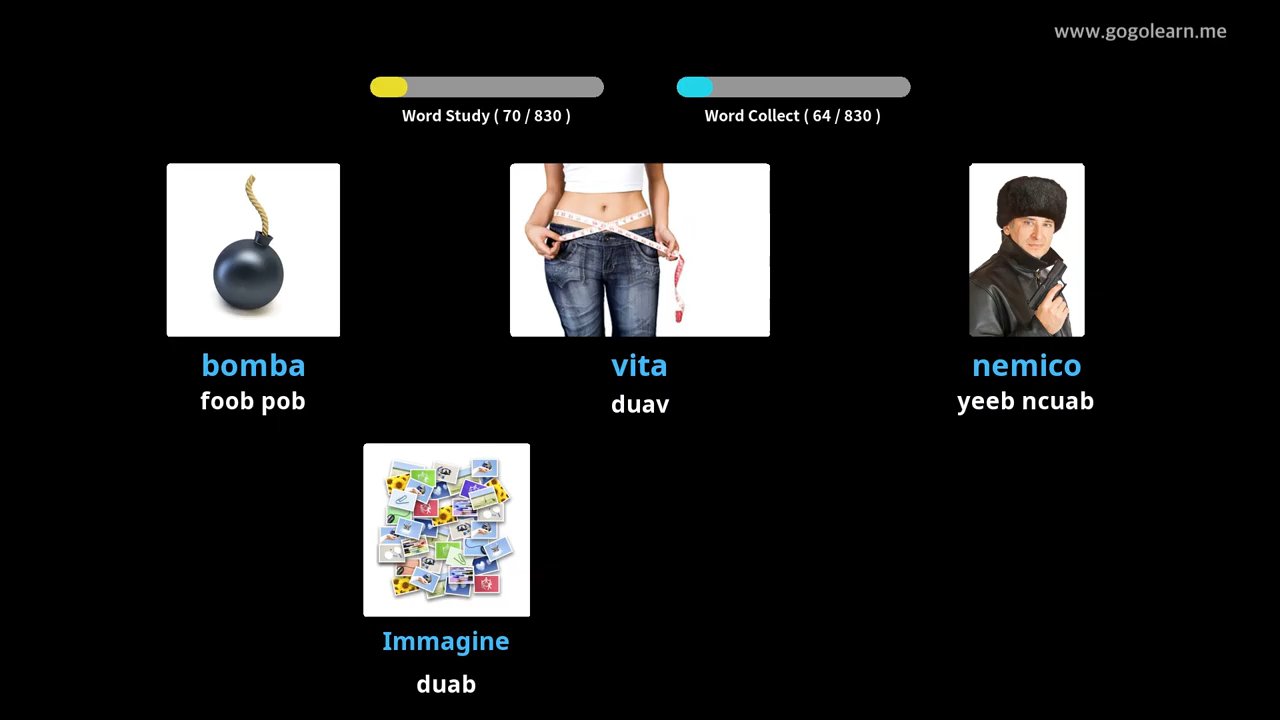 www.gogolearn.me
Word Study ( 70 / 830 )
Word Collect ( 64 / 830 )
bomba
foob pob
vita
duav
nemico
yeeb ncuab
Immagine
duab